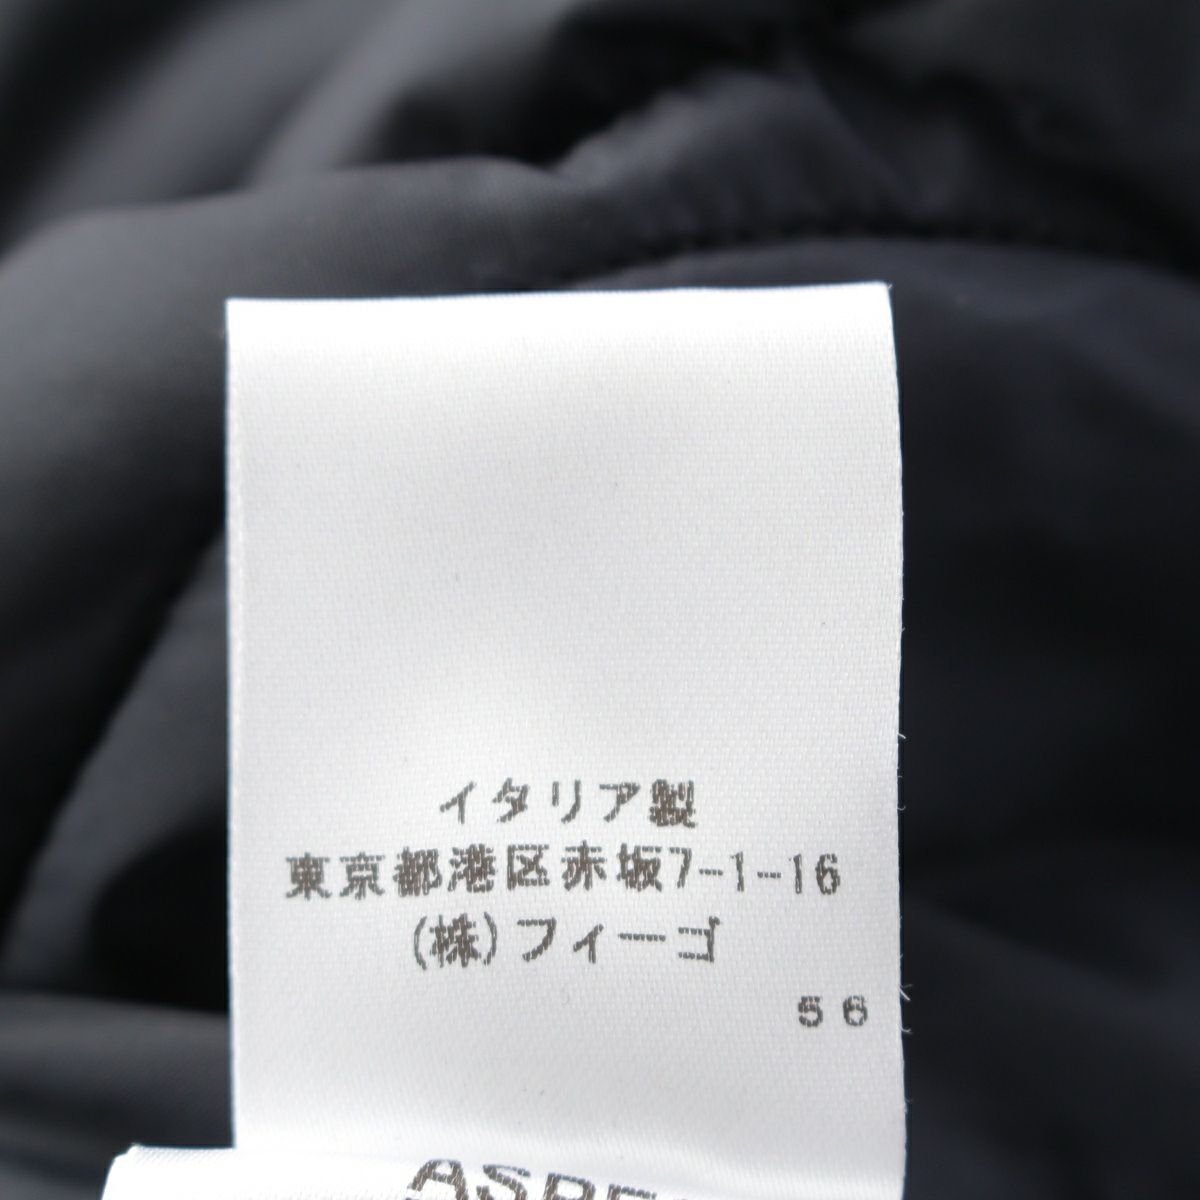 イタリア製
東京都港区赤坂7-1-16
(株)フィーゴ
56